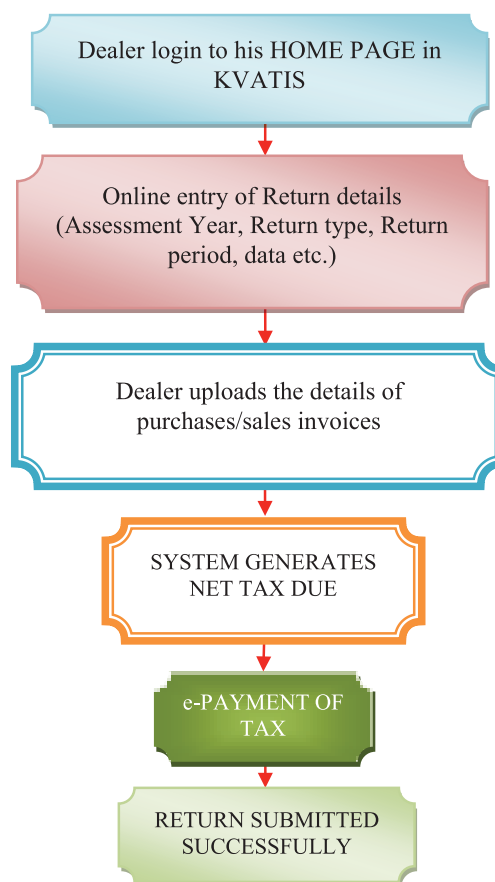 Dealer login to his HOME PAGE in
KVATIS
Online entry of Return details
(Assessment Year, Return type, Return
period, data etc.)
Dealer uploads the details of
purchases/sales invoices
SYSTEM GENERATES
NET TAX DUE
e-PAYMENT OF
TAX
RETURN SUBMITTED
SUCCESSFULLY